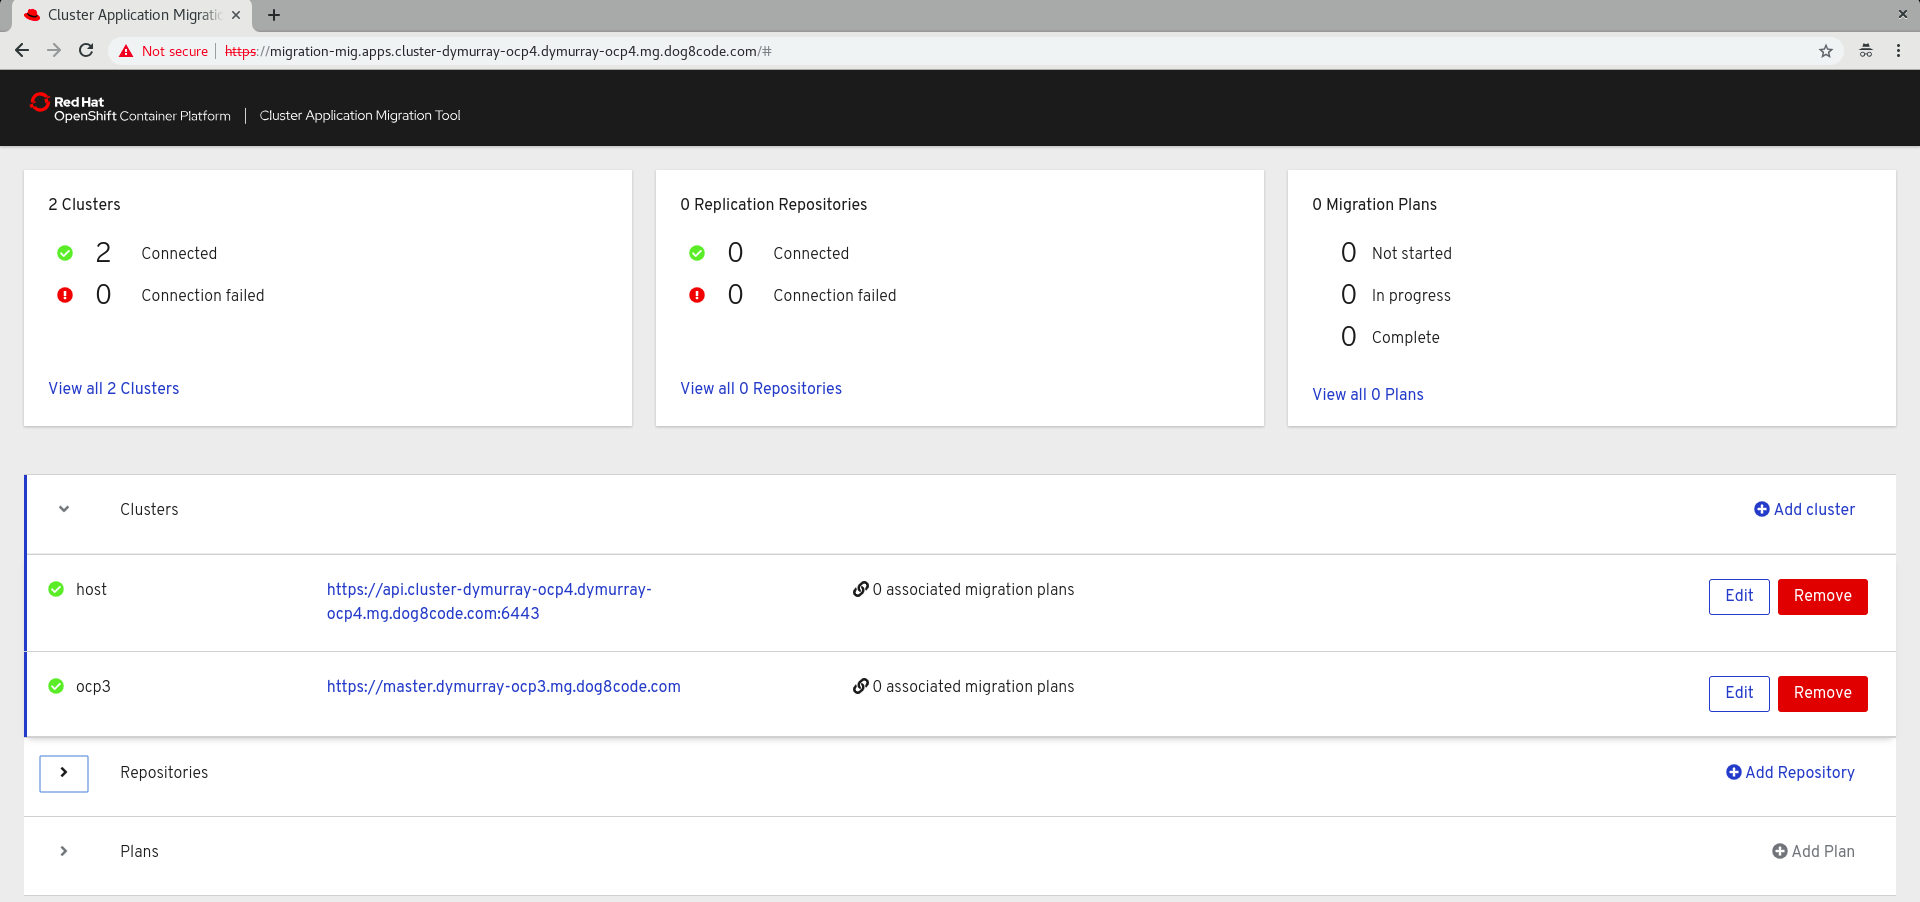 Cluster Application Migratio
Not secure
https://migration-mig.apps.cluster-dymurray-ocp4.dymurray-ocp4.mg.dog8code.com/#
Red Hat
OpenShift Container Platform
Cluster Application Migration Tool
2 Clusters
2 Connected
0 Connection failed
View all 2 Clusters
0 Replication Repositories
0 Connected
0 Connection failed
View all 0 Repositories
0 Migration Plans
0 Not started
0 In progress
0 Complete
View all 0 Plans
Clusters
Add cluster
host
https://api.cluster-dymurray-ocp4.dymurray-
ocp4.mg.dog8code.com:6443
0 associated migration plans
Edit
Remove
ocp3
https://master.dymurray-ocp3.mg.dog8code.com
0 associated migration plans
Edit
Remove
Repositories
Add Repository
Plans
Add Plan